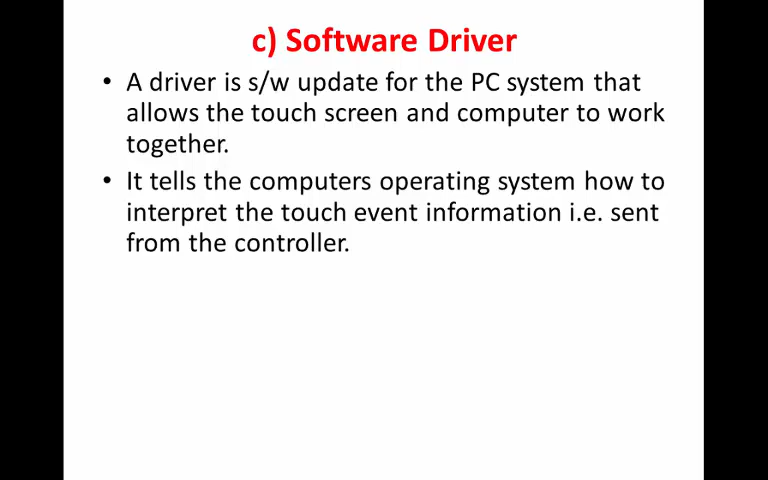 c) Software Driver
• A driver is s/w update for the PC system that
allows the touch screen and computer to work
together.
• It tells the computers operating system how to
interpret the touch event information i.e. sent
from the controller.